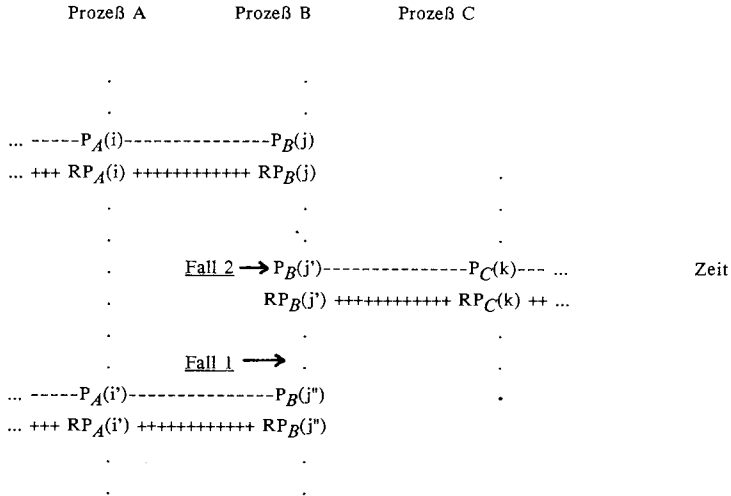 Prozeß A Prozeß B Prozeß C
... -----P_A(i)---------------P_B(j)
... +++ RP_A(i) ++++++++++++ RP_B(j)
Fall 2 → P_B(j')---------------P_C(k)--- ... Zeit
RP_B(j') ++++++++++++ RP_C(k) ++ ...
Fall 1 →
... -----P_A(i')---------------P_B(j")
... +++ RP_A(i') ++++++++++++ RP_B(j")